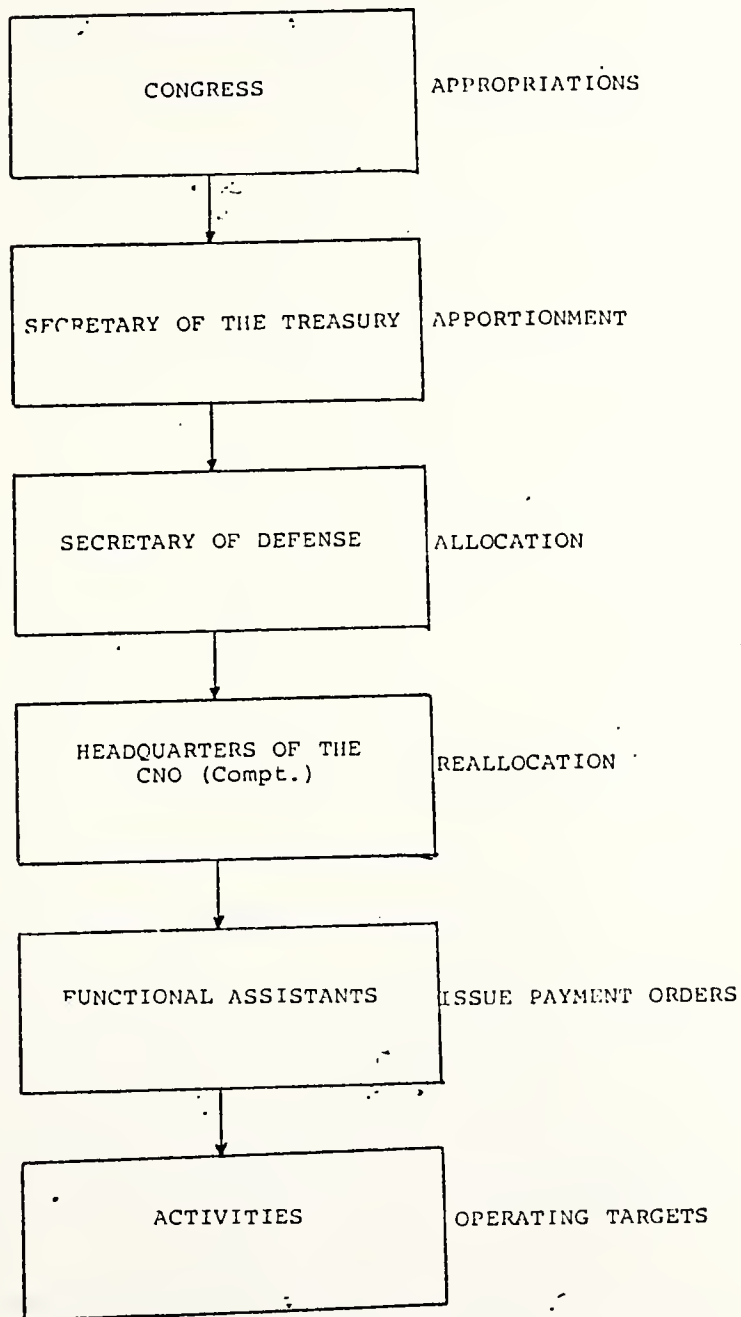 CONGRESS
APPROPRIATIONS
SECRETARY OF THE TREASURY
APPORTIONMENT
SECRETARY OF DEFENSE
ALLOCATION
HEADQUARTERS OF THE
CNO (Compt.)
REALLOCATION
FUNCTIONAL ASSISTANTS
ISSUE PAYMENT ORDERS
ACTIVITIES
OPERATING TARGETS